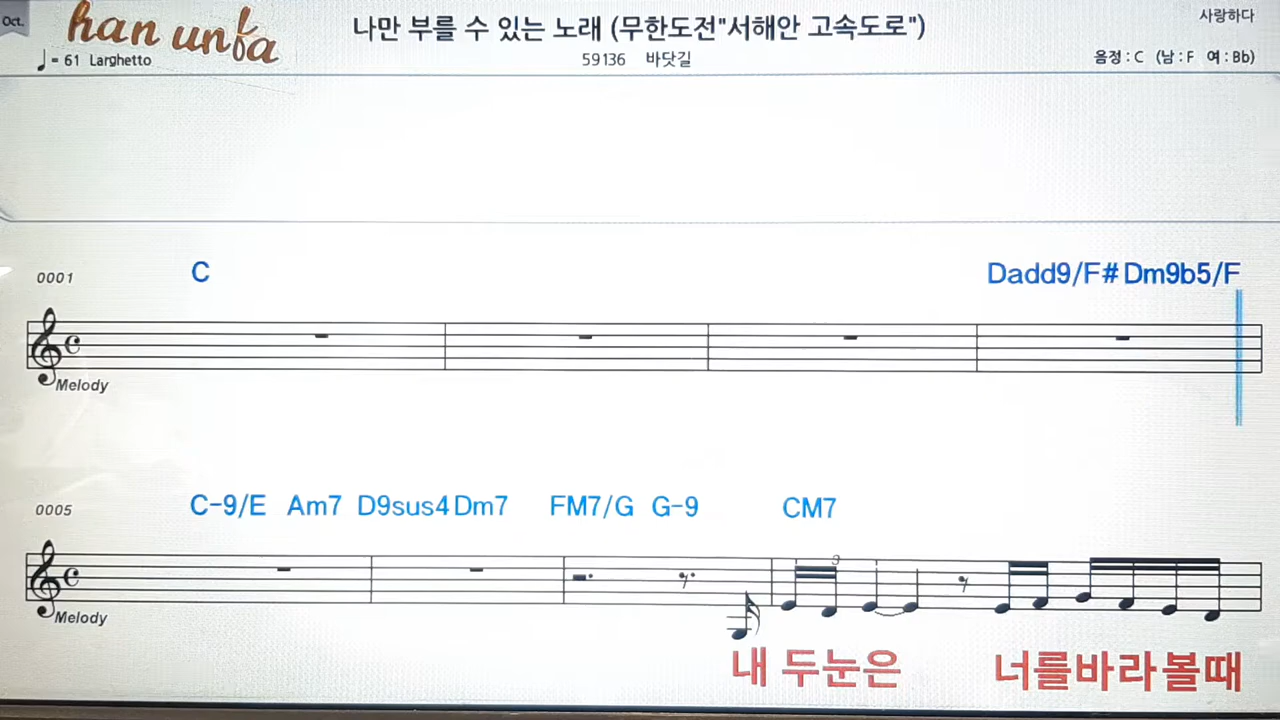 Oct.
han unfa
나만 부를 수 있는 노래 (무한도전"서해안 고속도로")
사랑하다
♩ = 61 Larghetto
59136 바닷길
음정 : C (남 : F 여 : Bb)
0001
C Dadd9/F# Dm9b5/F
Melody
0005
C-9/E Am7 D9sus4 Dm7 FM7/G G-9 CM7
3
Melody
내 두눈은 너를바라볼때